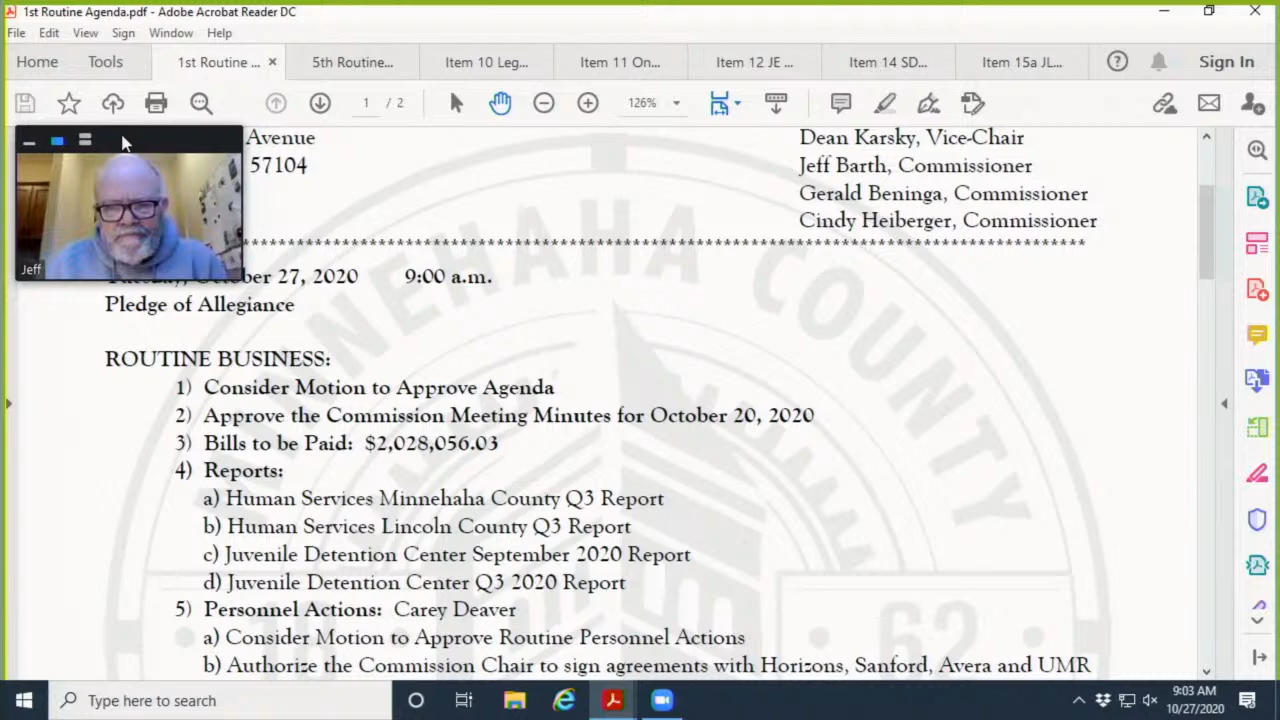 1st Routine Agenda.pdf - Adobe Acrobat Reader DC
File Edit View Sign Window Help
Home Tools 1st Routine ... × 5th Routine... Item 10 Leg... Item 11 On... Item 12 JE ... Item 14 SD... Item 15a JL... Sign In
1 / 2 126%
Avenue Dean Karsky, Vice-Chair
57104 Jeff Barth, Commissioner
Gerald Beninga, Commissioner
Cindy Heiberger, Commissioner
Jeff
27, 2020 9:00 a.m.
Pledge of Allegiance
MINNEHAHA COUNTY
ROUTINE BUSINESS:
1) Consider Motion to Approve Agenda
2) Approve the Commission Meeting Minutes for October 20, 2020
3) Bills to be Paid: $2,028,056.03
4) Reports:
a) Human Services Minnehaha County Q3 Report
b) Human Services Lincoln County Q3 Report
c) Juvenile Detention Center September 2020 Report
d) Juvenile Detention Center Q3 2020 Report
5) Personnel Actions: Carey Deaver
18 62
a) Consider Motion to Approve Routine Personnel Actions
b) Authorize the Commission Chair to sign agreements with Horizons, Sanford, Avera and UMR
Type here to search
9:03 AM
10/27/2020